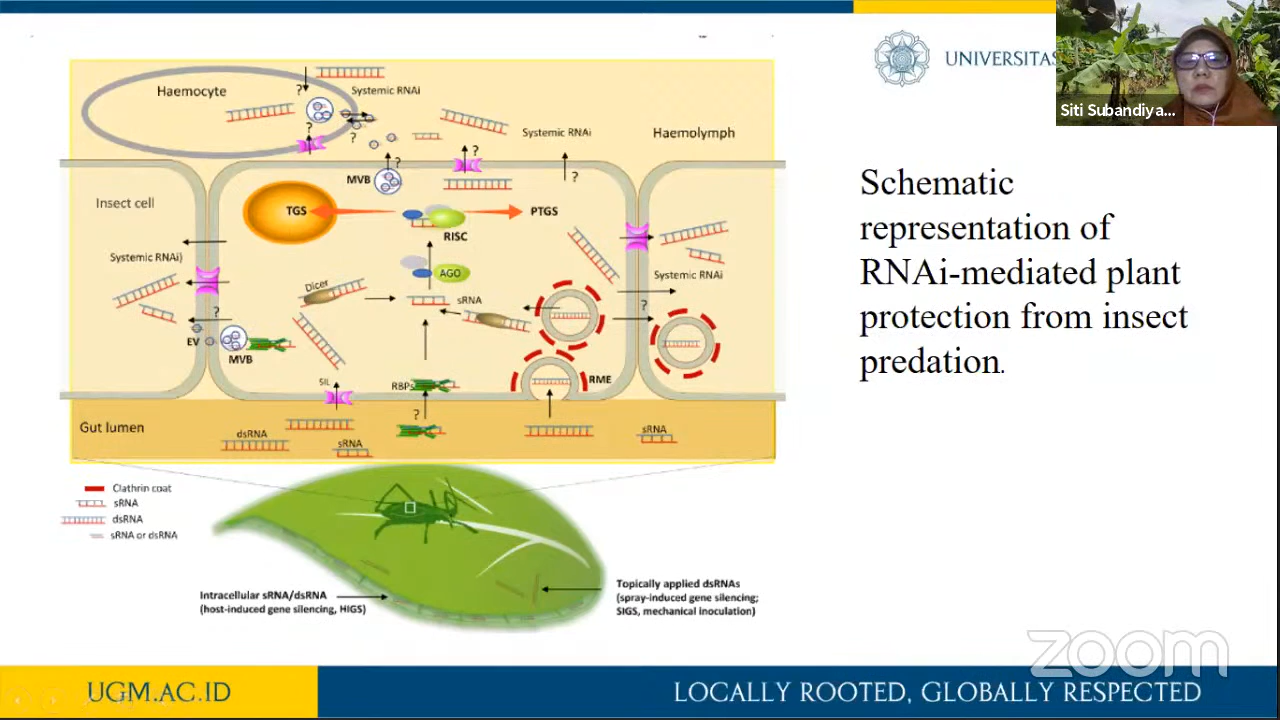 UNIVERSITAS
Siti Subandiya...
Haemocyte
Systemic RNAi
?
?
?
Systemic RNAi
Haemolymph
?
?
?
MVB
Insect cell
TGS
PTGS
RISC
Systemic RNAi)
AGO
Systemic RNAi
Dicer
sRNA
?
?
EV
MVB
SIL
RBPs
RME
Gut lumen
?
dsRNA
sRNA
sRNA
Clathrin coat
sRNA
dsRNA
sRNA or dsRNA
Intracellular sRNA/dsRNA
(host-induced gene silencing, HIGS)
Topically applied dsRNAs
(spray-induced gene silencing;
SIGS, mechanical inoculation)
Schematic
representation of
RNAi-mediated plant
protection from insect
predation.
zoom
UGM.AC.ID
LOCALLY ROOTED, GLOBALLY RESPECTED